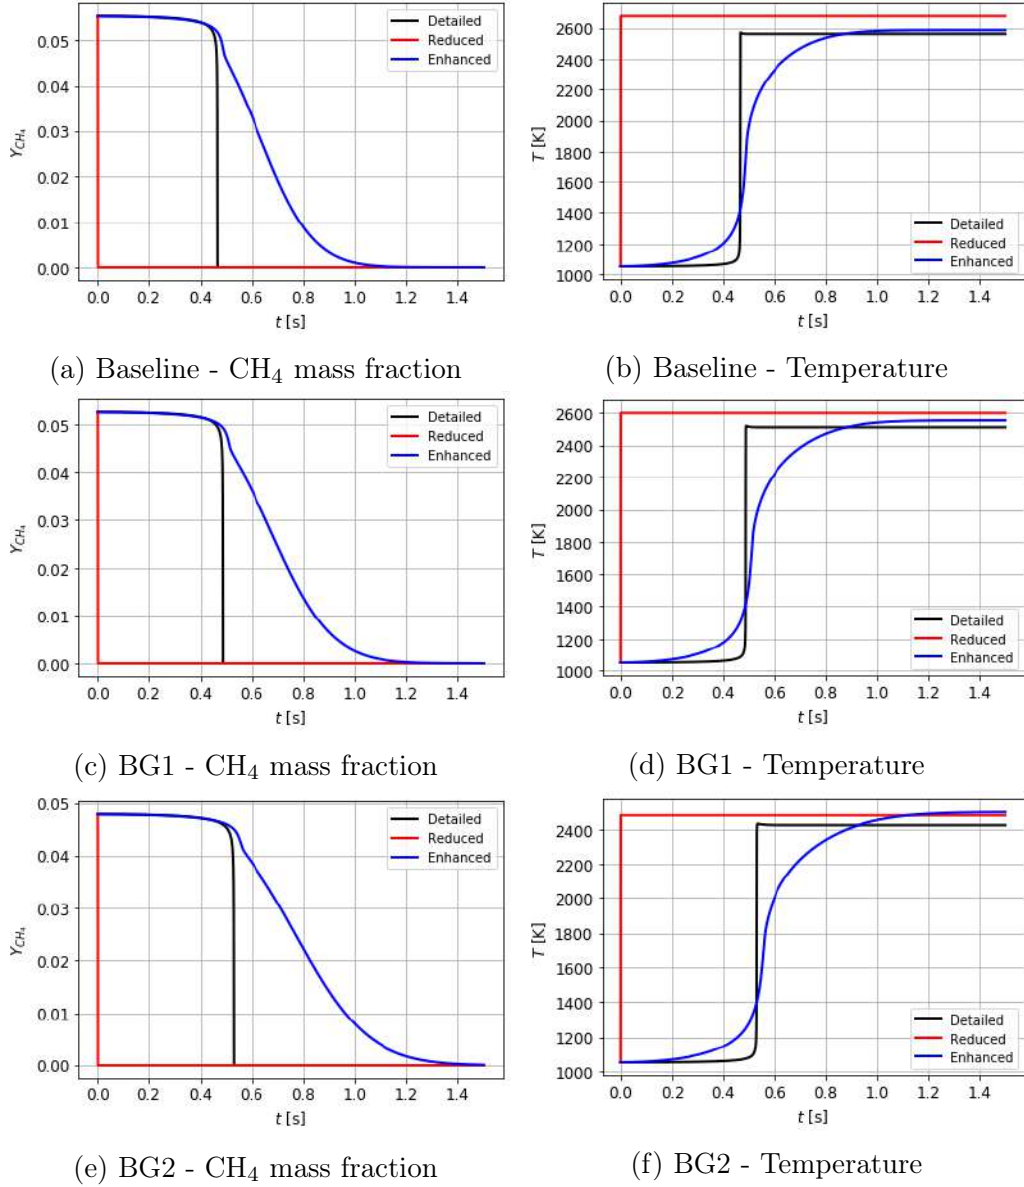 0.05
0.04
0.03
0.02
0.01
0.00
Y_{CH_4}
0.0 0.2 0.4 0.6 0.8 1.0 1.2 1.4
t [s]
Detailed
Reduced
Enhanced
(a) Baseline - CH₄ mass fraction
2600
2400
2200
2000
1800
1600
1400
1200
1000
T [K]
0.0 0.2 0.4 0.6 0.8 1.0 1.2 1.4
t [s]
Detailed
Reduced
Enhanced
(b) Baseline - Temperature
0.05
0.04
0.03
0.02
0.01
0.00
Y_{CH_4}
0.0 0.2 0.4 0.6 0.8 1.0 1.2 1.4
t [s]
Detailed
Reduced
Enhanced
(c) BG1 - CH₄ mass fraction
2600
2400
2200
2000
1800
1600
1400
1200
1000
T [K]
0.0 0.2 0.4 0.6 0.8 1.0 1.2 1.4
t [s]
Detailed
Reduced
Enhanced
(d) BG1 - Temperature
0.05
0.04
0.03
0.02
0.01
0.00
Y_{CH_4}
0.0 0.2 0.4 0.6 0.8 1.0 1.2 1.4
t [s]
Detailed
Reduced
Enhanced
(e) BG2 - CH₄ mass fraction
2400
2200
2000
1800
1600
1400
1200
1000
T [K]
0.0 0.2 0.4 0.6 0.8 1.0 1.2 1.4
t [s]
Detailed
Reduced
Enhanced
(f) BG2 - Temperature